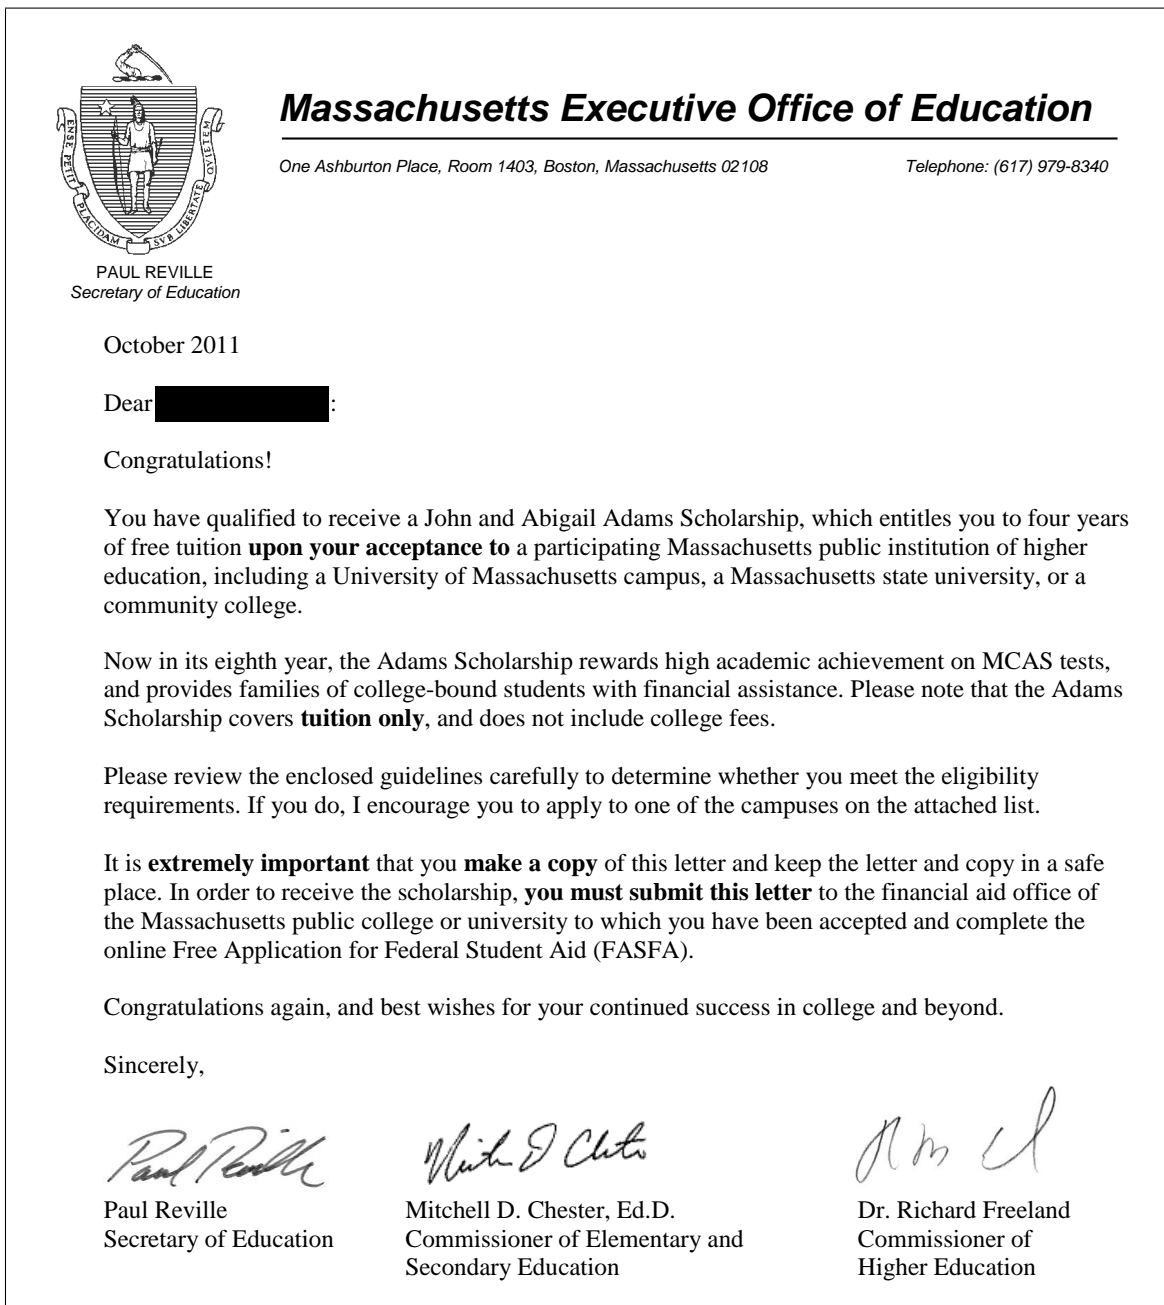 Massachusetts Executive Office of Education
One Ashburton Place, Room 1403, Boston, Massachusetts 02108 Telephone: (617) 979-8340
ENSE PETIT PLACIDAM SVB LIBERTATE QVIETEM
PAUL REVILLE
Secretary of Education
October 2011
Dear :
Congratulations!
You have qualified to receive a John and Abigail Adams Scholarship, which entitles you to four years
of free tuition upon your acceptance to a participating Massachusetts public institution of higher
education, including a University of Massachusetts campus, a Massachusetts state university, or a
community college.
Now in its eighth year, the Adams Scholarship rewards high academic achievement on MCAS tests,
and provides families of college-bound students with financial assistance. Please note that the Adams
Scholarship covers tuition only, and does not include college fees.
Please review the enclosed guidelines carefully to determine whether you meet the eligibility
requirements. If you do, I encourage you to apply to one of the campuses on the attached list.
It is extremely important that you make a copy of this letter and keep the letter and copy in a safe
place. In order to receive the scholarship, you must submit this letter to the financial aid office of
the Massachusetts public college or university to which you have been accepted and complete the
online Free Application for Federal Student Aid (FASFA).
Congratulations again, and best wishes for your continued success in college and beyond.
Sincerely,
Paul Reville
Paul Reville Mitchell D. Chester, Ed.D. Dr. Richard Freeland
Secretary of Education Commissioner of Elementary and Commissioner of
Secondary Education Higher Education